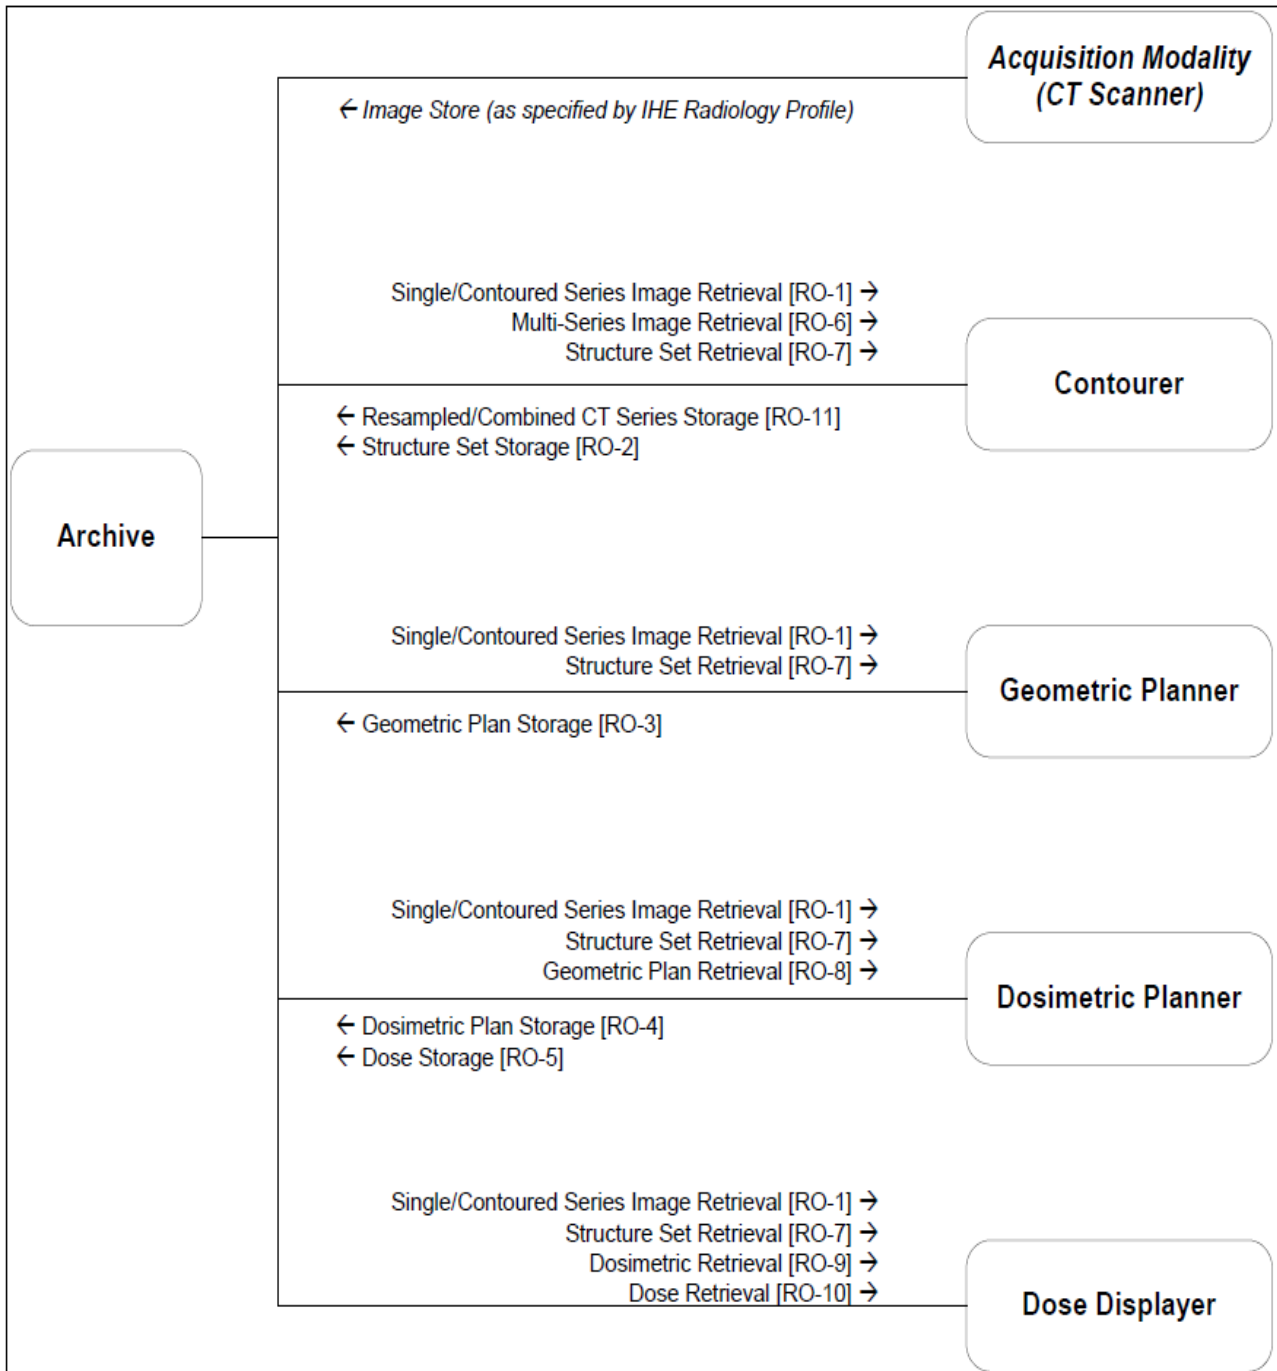 Acquisition Modality
(CT Scanner)
← Image Store (as specified by IHE Radiology Profile)
Single/Contoured Series Image Retrieval [RO-1] →
Multi-Series Image Retrieval [RO-6] →
Structure Set Retrieval [RO-7] →
Contourer
← Resampled/Combined CT Series Storage [RO-11]
← Structure Set Storage [RO-2]
Archive
Single/Contoured Series Image Retrieval [RO-1] →
Structure Set Retrieval [RO-7] →
Geometric Planner
← Geometric Plan Storage [RO-3]
Single/Contoured Series Image Retrieval [RO-1] →
Structure Set Retrieval [RO-7] →
Geometric Plan Retrieval [RO-8] →
Dosimetric Planner
← Dosimetric Plan Storage [RO-4]
← Dose Storage [RO-5]
Single/Contoured Series Image Retrieval [RO-1] →
Structure Set Retrieval [RO-7] →
Dosimetric Retrieval [RO-9] →
Dose Retrieval [RO-10] →
Dose Displayer